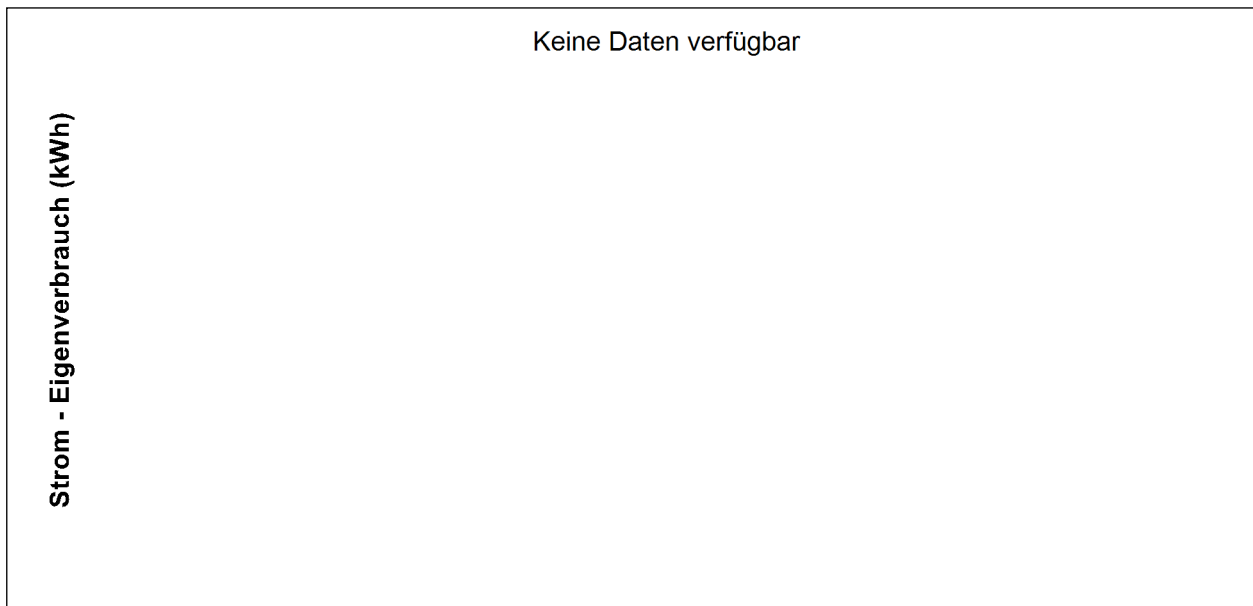 Keine Daten verfügbar
Strom - Eigenverbrauch (kWh)